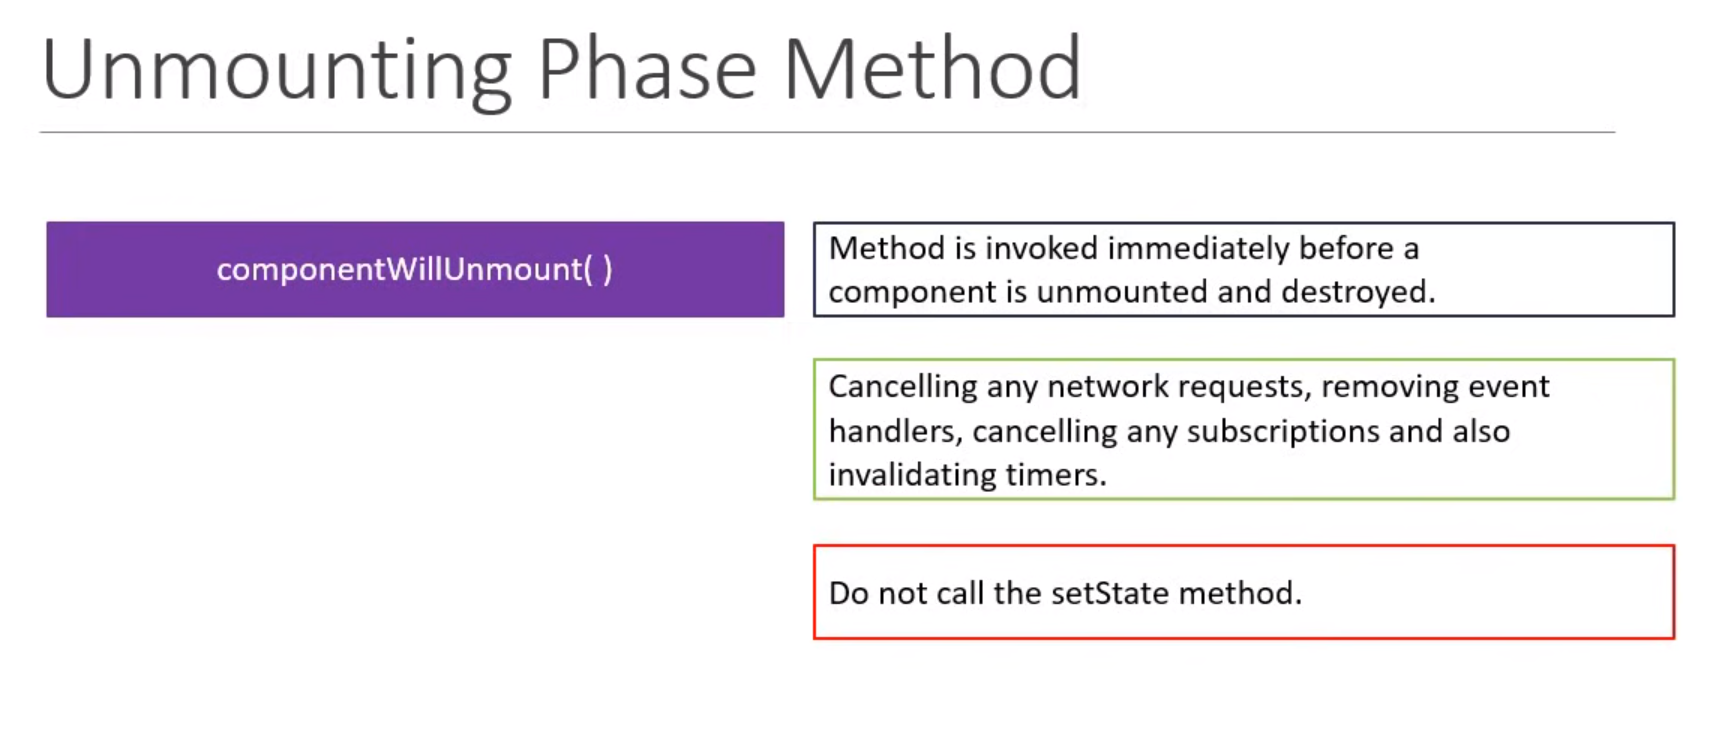 Unmounting Phase Method
componentWillUnmount( )
Method is invoked immediately before a
component is unmounted and destroyed.
Cancelling any network requests, removing event
handlers, cancelling any subscriptions and also
invalidating timers.
Do not call the setState method.